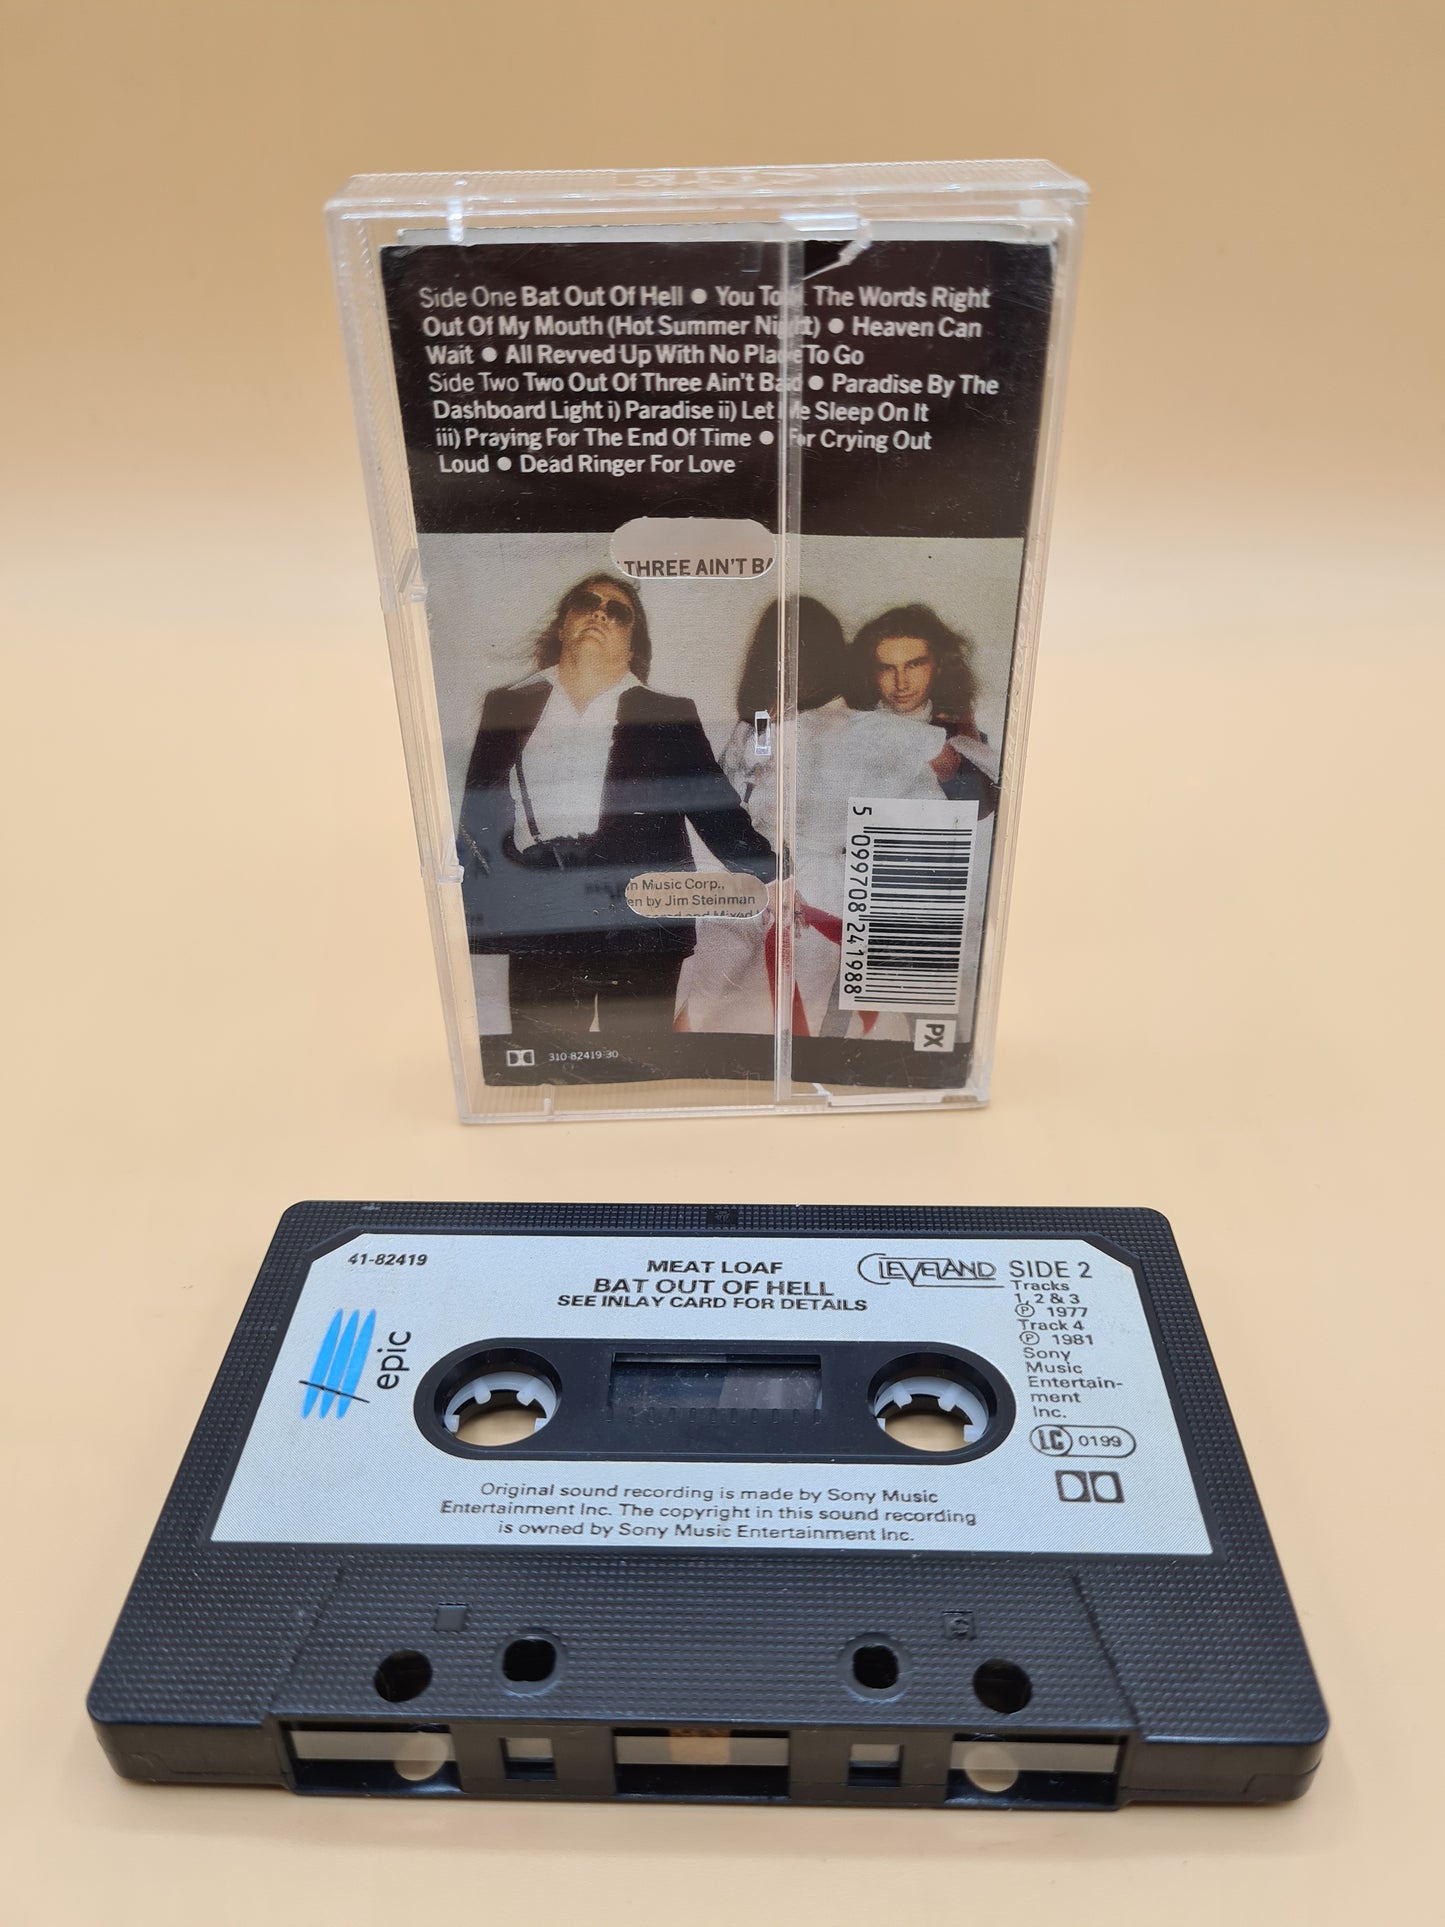 Side One Bat Out Of Hell ● You To The Words Right
Out Of My Mouth (Hot Summer Night) ● Heaven Can
Wait ● All Revved Up With No Place To Go
Side Two Two Out Of Three Ain't Bad ● Paradise By The
Dashboard Light i) Paradise ii) Let Me Sleep On It
iii) Praying For The End Of Time ● For Crying Out
Loud ● Dead Ringer For Love
THREE AIN'T BA
n Music Corp.,
en by Jim Steinman
and Mixed
5 099708 241988
PX
310 82419 30
41-82419
MEAT LOAF
BAT OUT OF HELL
SEE INLAY CARD FOR DETAILS
CLEVELAND
SIDE 2
Tracks
1, 2 & 3
℗ 1977
Track 4
℗ 1981
Sony
Music
Entertain-
ment
Inc.
LC 0199
epic
Original sound recording is made by Sony Music
Entertainment Inc. The copyright in this sound recording
is owned by Sony Music Entertainment Inc.